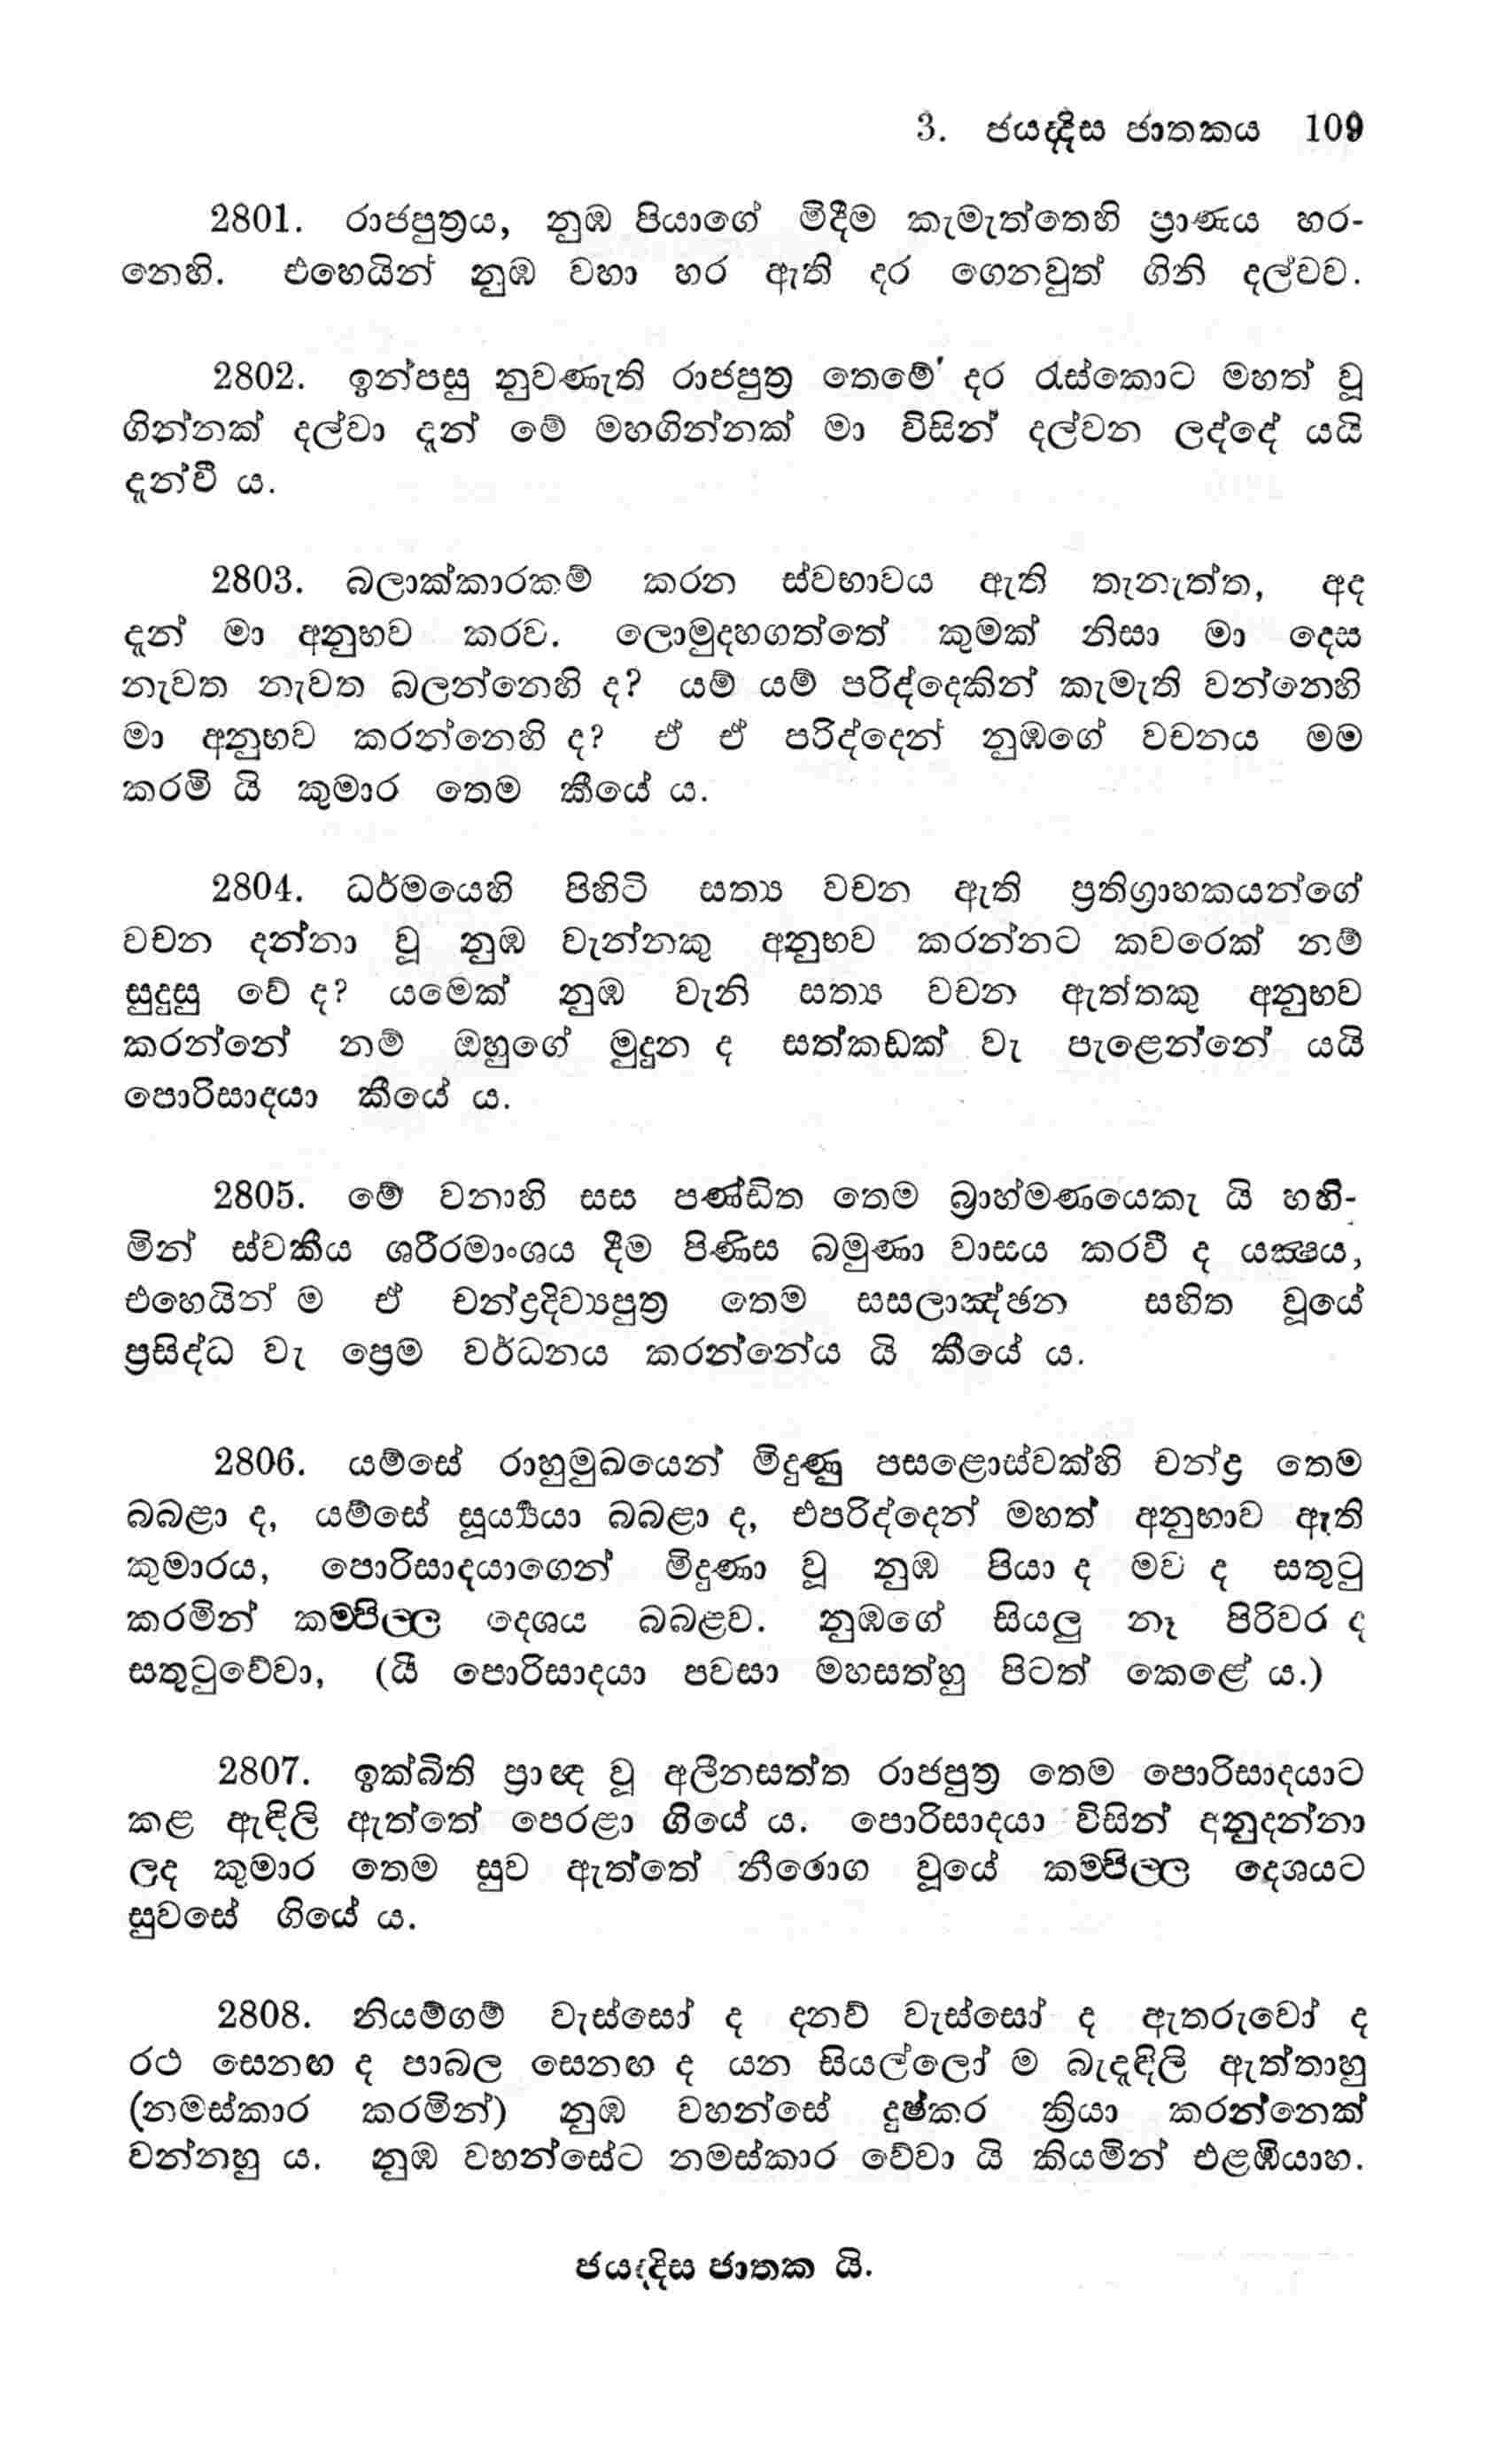 3. ජයද්දිස ජාතකය 109
2801. රාජපුත්‍රය, නුඹ පියාගේ මිදීම කැමැත්තෙහි ප්‍රාණය හර-
නෙහි. එහෙයින් නුඹ වහා හර ඇති දර ගෙනවුත් ගිනි දල්වව.
2802. ඉන්පසු නුවණැති රාජපුත්‍ර තෙමේ' දර රැස්කොට මහත් වූ
ගින්නක් දල්වා දැන් මේ මහගින්නක් මා විසින් දල්වන ලද්දේ යයි
දැන්වී ය.
2803. බලාක්කාරකම් කරන ස්වභාවය ඇති තැනැත්ත, අද
දැන් මා අනුභව කරව. ලොමුදහගත්තේ කුමක් නිසා මා දෙස
නැවත නැවත බලන්නෙහි ද? යම් යම් පරිද්දෙකින් කැමැති වන්නෙහි
මා අනුභව කරන්නෙහි ද? ඒ ඒ පරිද්දෙන් නුඹගේ වචනය මම
කරමි යි කුමාර තෙම කීයේ ය.
2804. ධර්මයෙහි පිහිටි සත්‍ය වචන ඇති ප්‍රතිග්‍රාහකයන්ගේ
වචන දන්නා වූ නුඹ වැන්නකු අනුභව කරන්නට කවරෙක් නම්
සුදුසු වේ ද? යමෙක් නුඹ වැනි සත්‍ය වචන ඇත්තකු අනුභව
කරන්නේ නම් ඔහුගේ මුදුන ද සත්කඩක් වැ පැළෙන්නේ යයි
පොරිසාදයා කීයේ ය.
2805. මේ වනාහි සස පණ්ඩිත තෙම බ්‍රාහ්මණයෙකැ යි හඟි-
මින් ස්වකීය ශරීරමාංශය දීම පිණිස බමුණා වාසය කරවී ද යක්‍ෂය,
එහෙයින් ම ඒ චන්ද්‍රදිව්‍යපුත්‍ර තෙම සසලාඤ්ඡන සහිත වූයේ
ප්‍රසිද්ධ වැ ප්‍රෙම වර්ධනය කරන්නේය යි කීයේ ය.
2806. යම්සේ රාහුමුඛයෙන් මිදුණු පසළොස්වක්හි චන්ද්‍ර තෙම
බබළා ද, යම්සේ සූර්‍ය්‍යයා බබළා ද, එපරිද්දෙන් මහත් අනුභාව ඇති
කුමාරය, පොරිසාදයාගෙන් මිදුණා වූ නුඹ පියා ද මව ද සතුටු
කරමින් කම්පිල්ල දෙශය බබළව. නුඹගේ සියලු නෑ පිරිවර ද
සතුටුවේවා, (යි පොරිසාදයා පවසා මහසත්හු පිටත් කෙළේ ය.)
2807. ඉක්බිති ප්‍රාඥ වූ අලීනසත්ත රාජපුත්‍ර තෙම පොරිසාදයාට
කළ ඇඳිලි ඇත්තේ පෙරළා ගියේ ය. පොරිසාදයා විසින් අනුදන්නා
ලද කුමාර තෙම සුව ඇත්තේ නීරොග වූයේ කම්පිල්ල දෙශයට
සුවසේ ගියේ ය.
2808. නියම්ගම් වැස්සෝ ද දනව් වැස්සෝ ද ඇතරුවෝ ද
රථ සෙනඟ ද පාබල සෙනඟ ද යන සියල්ලෝ ම බැදැඳිලි ඇත්තාහු
(නමස්කාර කරමින්) නුඹ වහන්සේ දුෂ්කර ක්‍රියා කරන්නෙක්
වන්නහු ය. නුඹ වහන්සේට නමස්කාර වේවා යි කියමින් එළඹියාහ.
ජයද්දිස ජාතක යි.